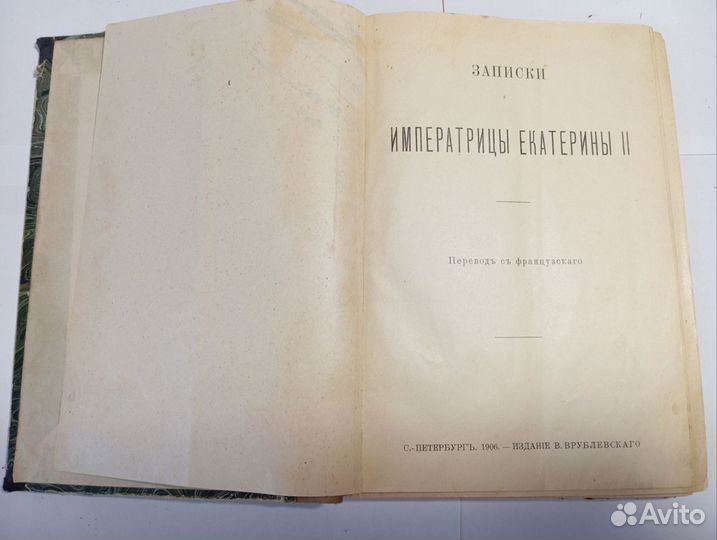 ЗАПИСКИ
ИМПЕРАТРИЦЫ ЕКАТЕРИНЫ II
Переводъ съ французскаго
С.-ПЕТЕРБУРГЪ. 1906. — ИЗДАНІЕ В. ВРУБЛЕВСКАГО
Avito